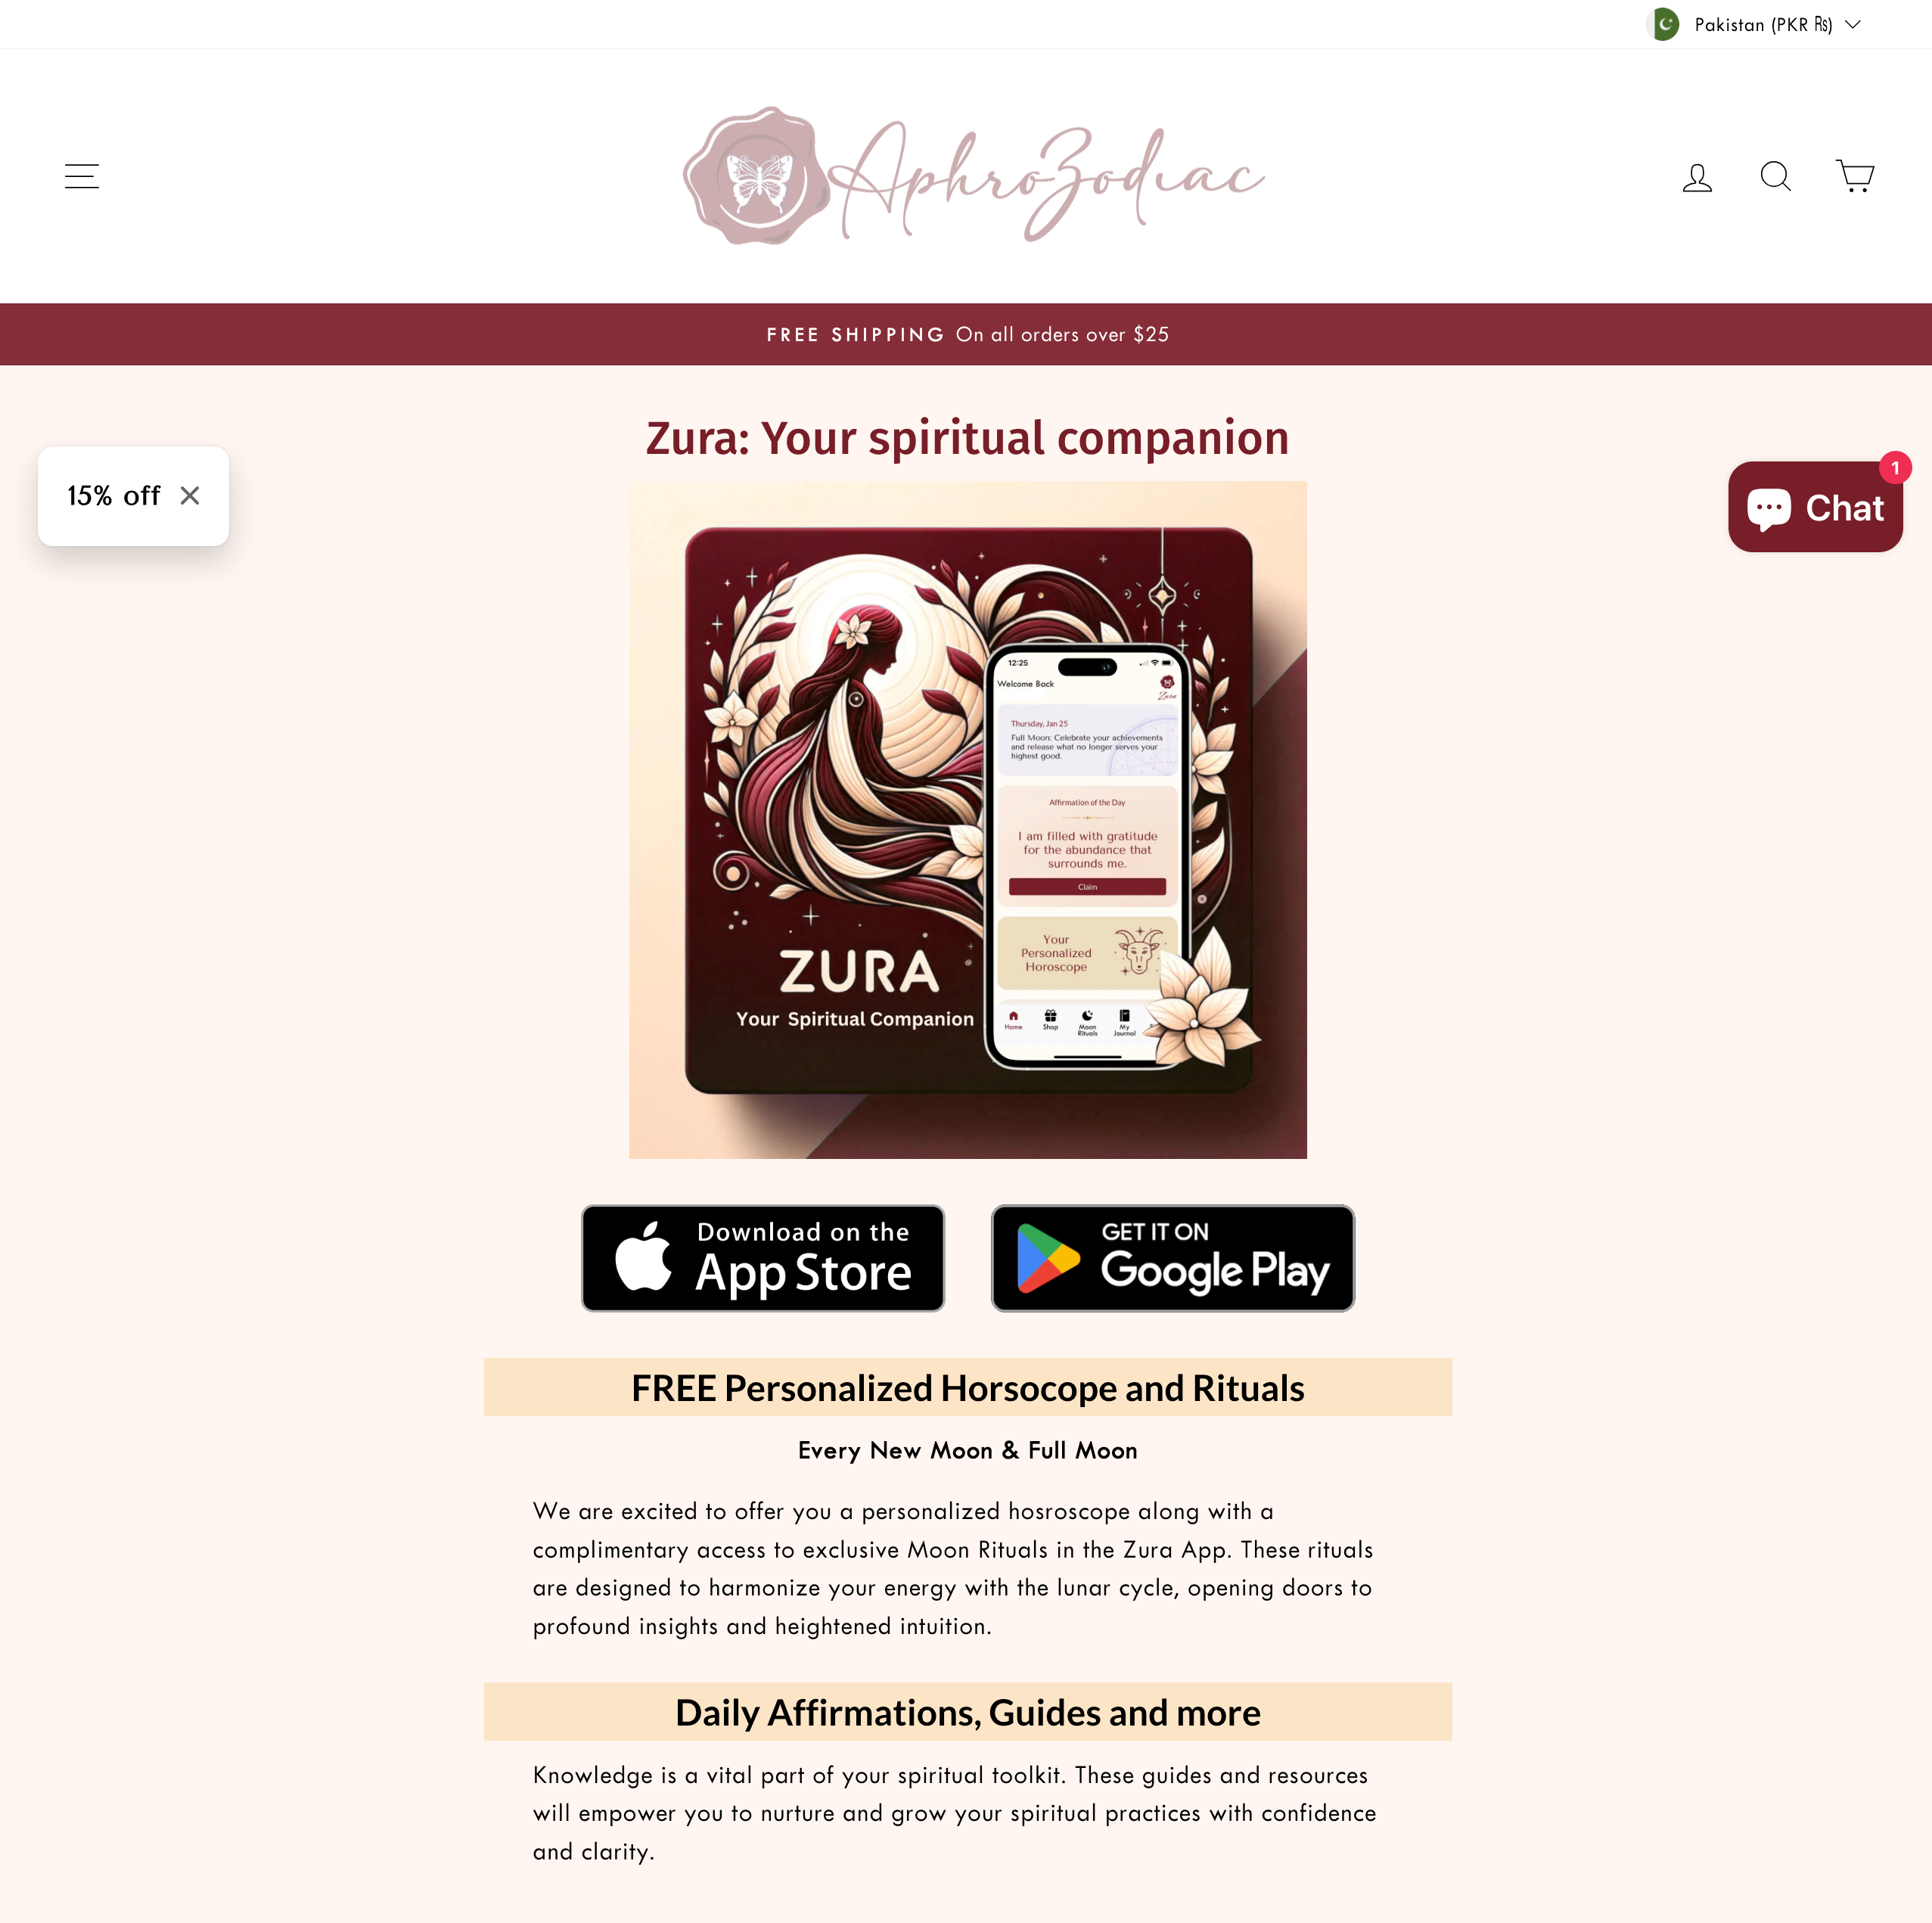 Pakistan (PKR ₨)
AphroZodiac
FREE SHIPPING On all orders over $25
Zura: Your spiritual companion
15% off
1
Chat
12:25
Welcome Back
Zura
Thursday, Jan 25
Full Moon: Celebrate your achievements
and release what no longer serves your
highest good.
Affirmation of the Day
I am filled with gratitude
for the abundance that
surrounds me.
Claim
Your
Personalized
Horoscope
Home
Shop
Moon
Rituals
My
Journal
ZURA
Your Spiritual Companion
Download on the
App Store
GET IT ON
Google Play
FREE Personalized Horsocope and Rituals
Every New Moon & Full Moon
We are excited to offer you a personalized hosroscope along with a
complimentary access to exclusive Moon Rituals in the Zura App. These rituals
are designed to harmonize your energy with the lunar cycle, opening doors to
profound insights and heightened intuition.
Daily Affirmations, Guides and more
Knowledge is a vital part of your spiritual toolkit. These guides and resources
will empower you to nurture and grow your spiritual practices with confidence
and clarity.